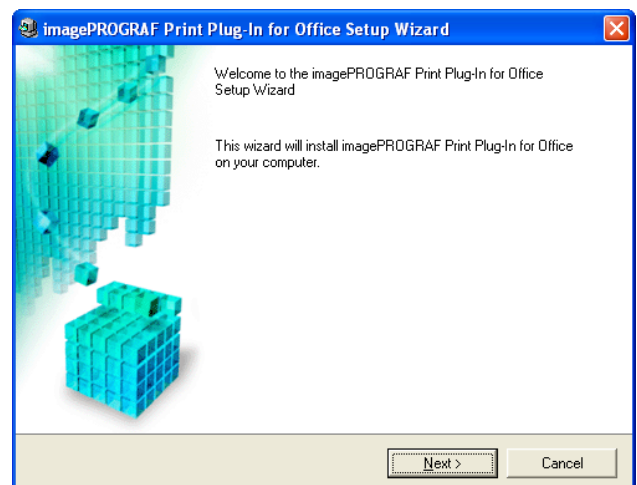 imagePROGRAF Print Plug-In for Office Setup Wizard
Welcome to the imagePROGRAF Print Plug-In for Office
Setup Wizard
This wizard will install imagePROGRAF Print Plug-In for Office
on your computer.
Next >
Cancel